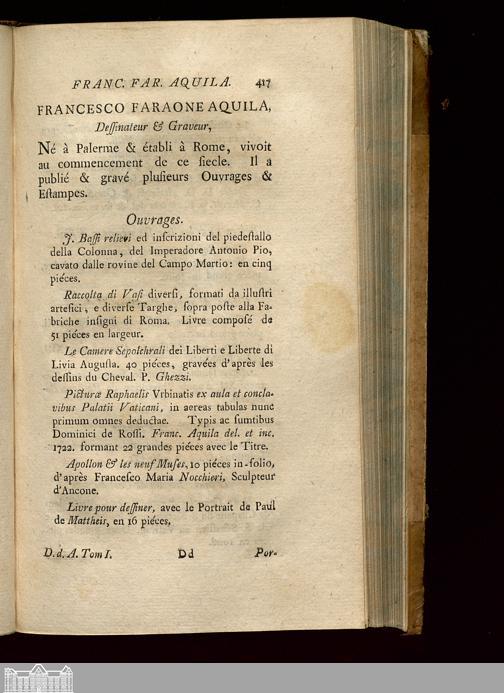 FRANC. FAR. AQUILA. 417
FRANCESCO FARAONE AQUILA,
Deſſinateur & Graveur,
Né à Palerme & établi à Rome, vivoit
au commencement de ce ſiecle. Il a
publié & gravé pluſieurs Ouvrages &
Eſtampes.
Ouvrages.
J. Baſſi relievi ed inſcrizioni del piedeſtallo
della Colonna, del Imperadore Antonio Pio,
cavato dalle rovine del Campo Martio: en cinq
piéces.
Raccolta di Vaſi diverſi, formati da illuſtri
artefici, e diverſe Targhe, ſopra poſte alla Fa-
briche inſigui di Roma. Livre compoſé de
51 piéces en largeur.
Le Camere Sepolchrali dei Liberti e Liberte di
Livia Auguſta. 40 piéces, gravées d'après les
deſſins du Cheval. P. Ghezzi.
Picturæ Raphaelis Vrbinatis ex aula et concla-
vibus Palatii Vaticani, in aereas tabulas nunc
primum omnes deductae. Typis ac ſumtibus
Dominici de Roſſi. Franc. Aquila del. et inc.
1722. formant 22 grandes piéces avec le Titre.
Apollon & les neuf Muſes, 10 piéces in-folio,
d'après Franceſco Maria Nocchieri, Sculpteur
d'Ancone.
Livre pour deſſiner, avec le Portrait de Paul
de Mattheis, en 16 piéces.
D. d. A. Tom I. Dd Por-